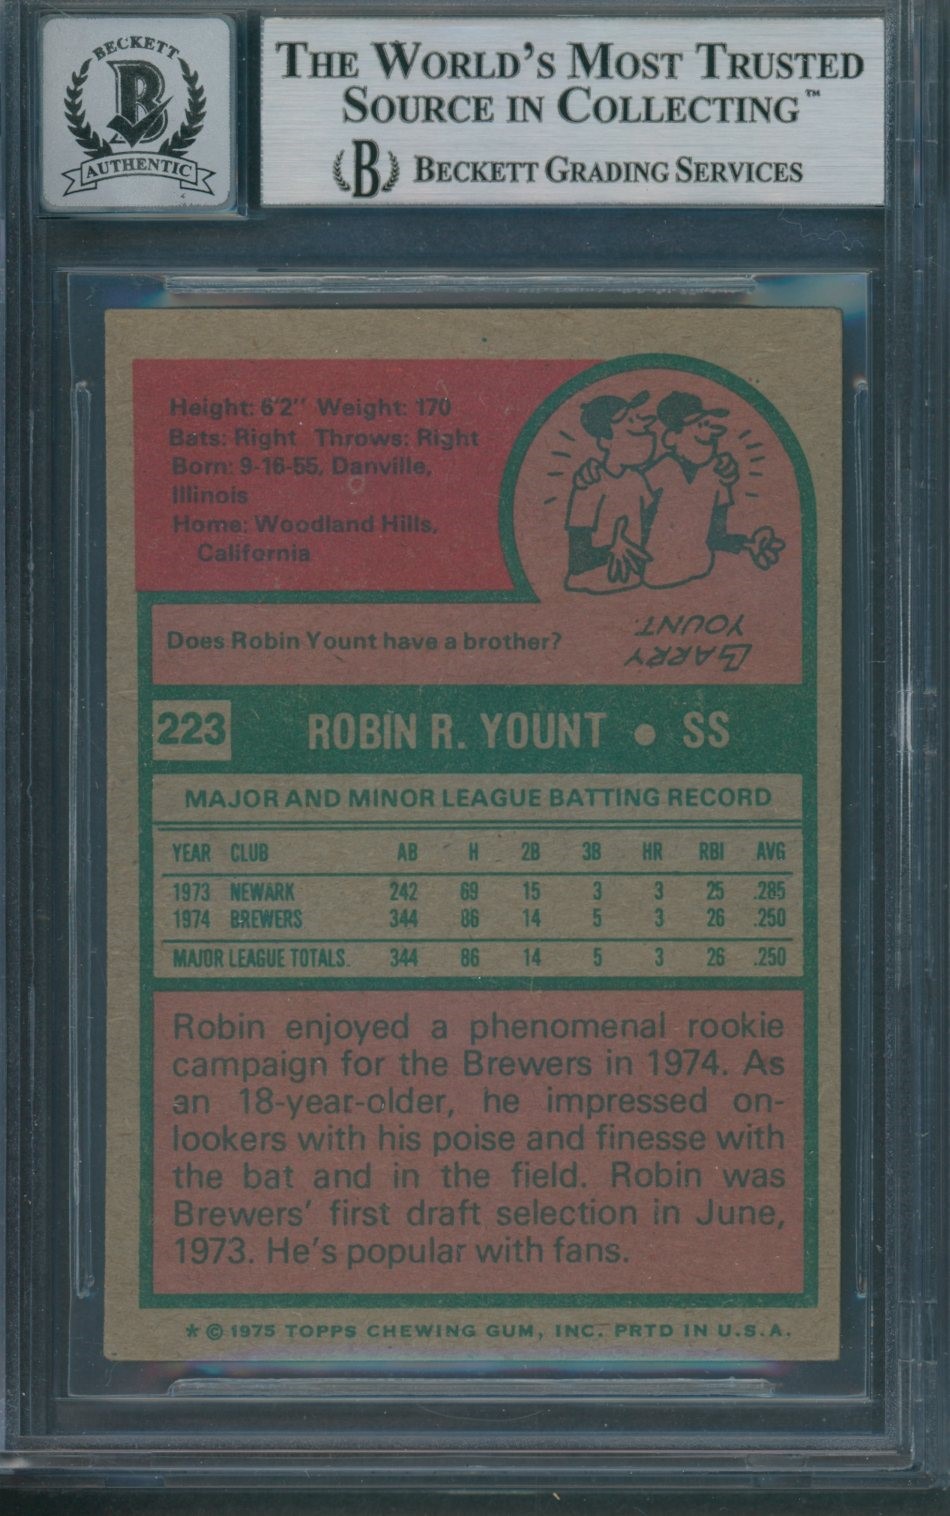 BECKETT
B
AUTHENTIC
THE WORLD'S MOST TRUSTED
SOURCE IN COLLECTING™
B BECKETT GRADING SERVICES
Height: 6'2'' Weight: 170
Bats: Right Throws: Right
Born: 9-16-55, Danville,
Illinois
Home: Woodland Hills,
California
Does Robin Yount have a brother?
LARRY
YOUNT.
223 ROBIN R. YOUNT • SS
MAJOR AND MINOR LEAGUE BATTING RECORD
YEAR CLUB AB H 2B 3B HR RBI AVG
1973 NEWARK 242 69 15 3 3 25 .285
1974 BREWERS 344 86 14 5 3 26 .250
MAJOR LEAGUE TOTALS. 344 86 14 5 3 26 .250
Robin enjoyed a phenomenal rookie
campaign for the Brewers in 1974. As
an 18-year-older, he impressed on-
lookers with his poise and finesse with
the bat and in the field. Robin was
Brewers' first draft selection in June,
1973. He's popular with fans.
* © 1975 TOPPS CHEWING GUM, INC. PRTD IN U.S.A.